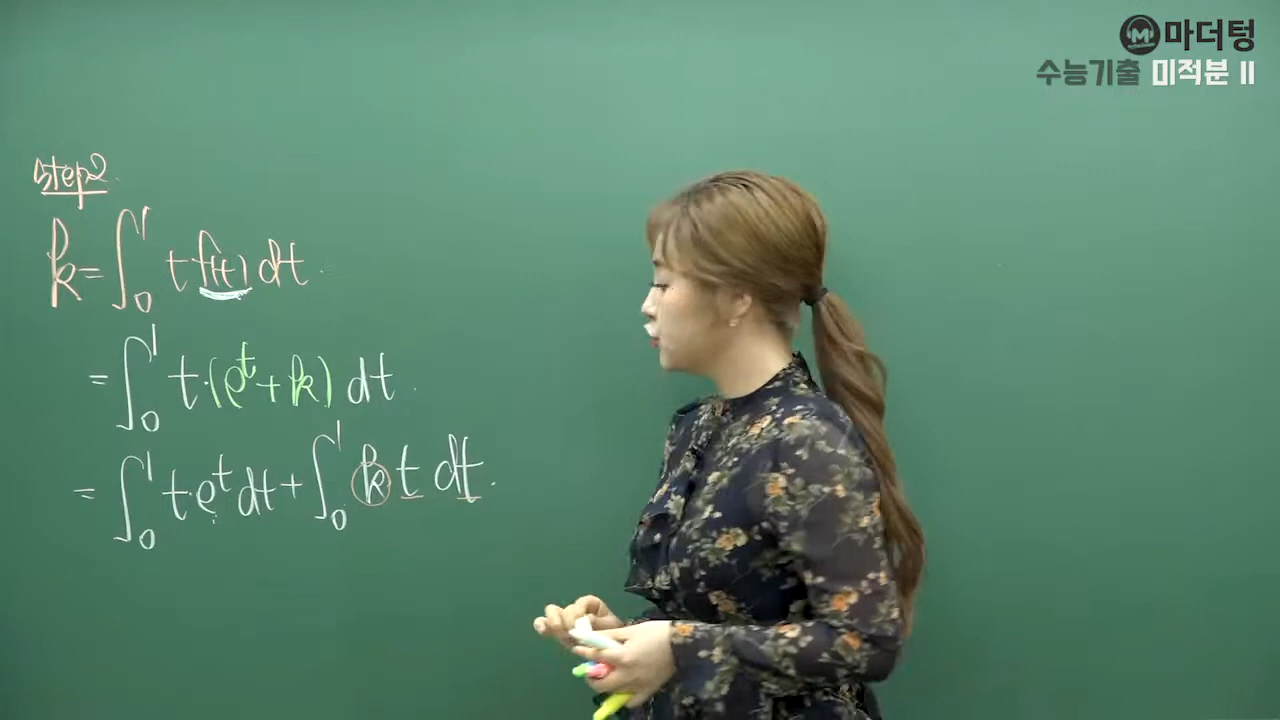 마더텅
수능기출 미적분 II
step2.
k=∫₀¹ t f(t) dt.
=∫₀¹ t·(eᵗ+k) dt.
=∫₀¹ t·eᵗ dt+∫₀¹ k t dt.